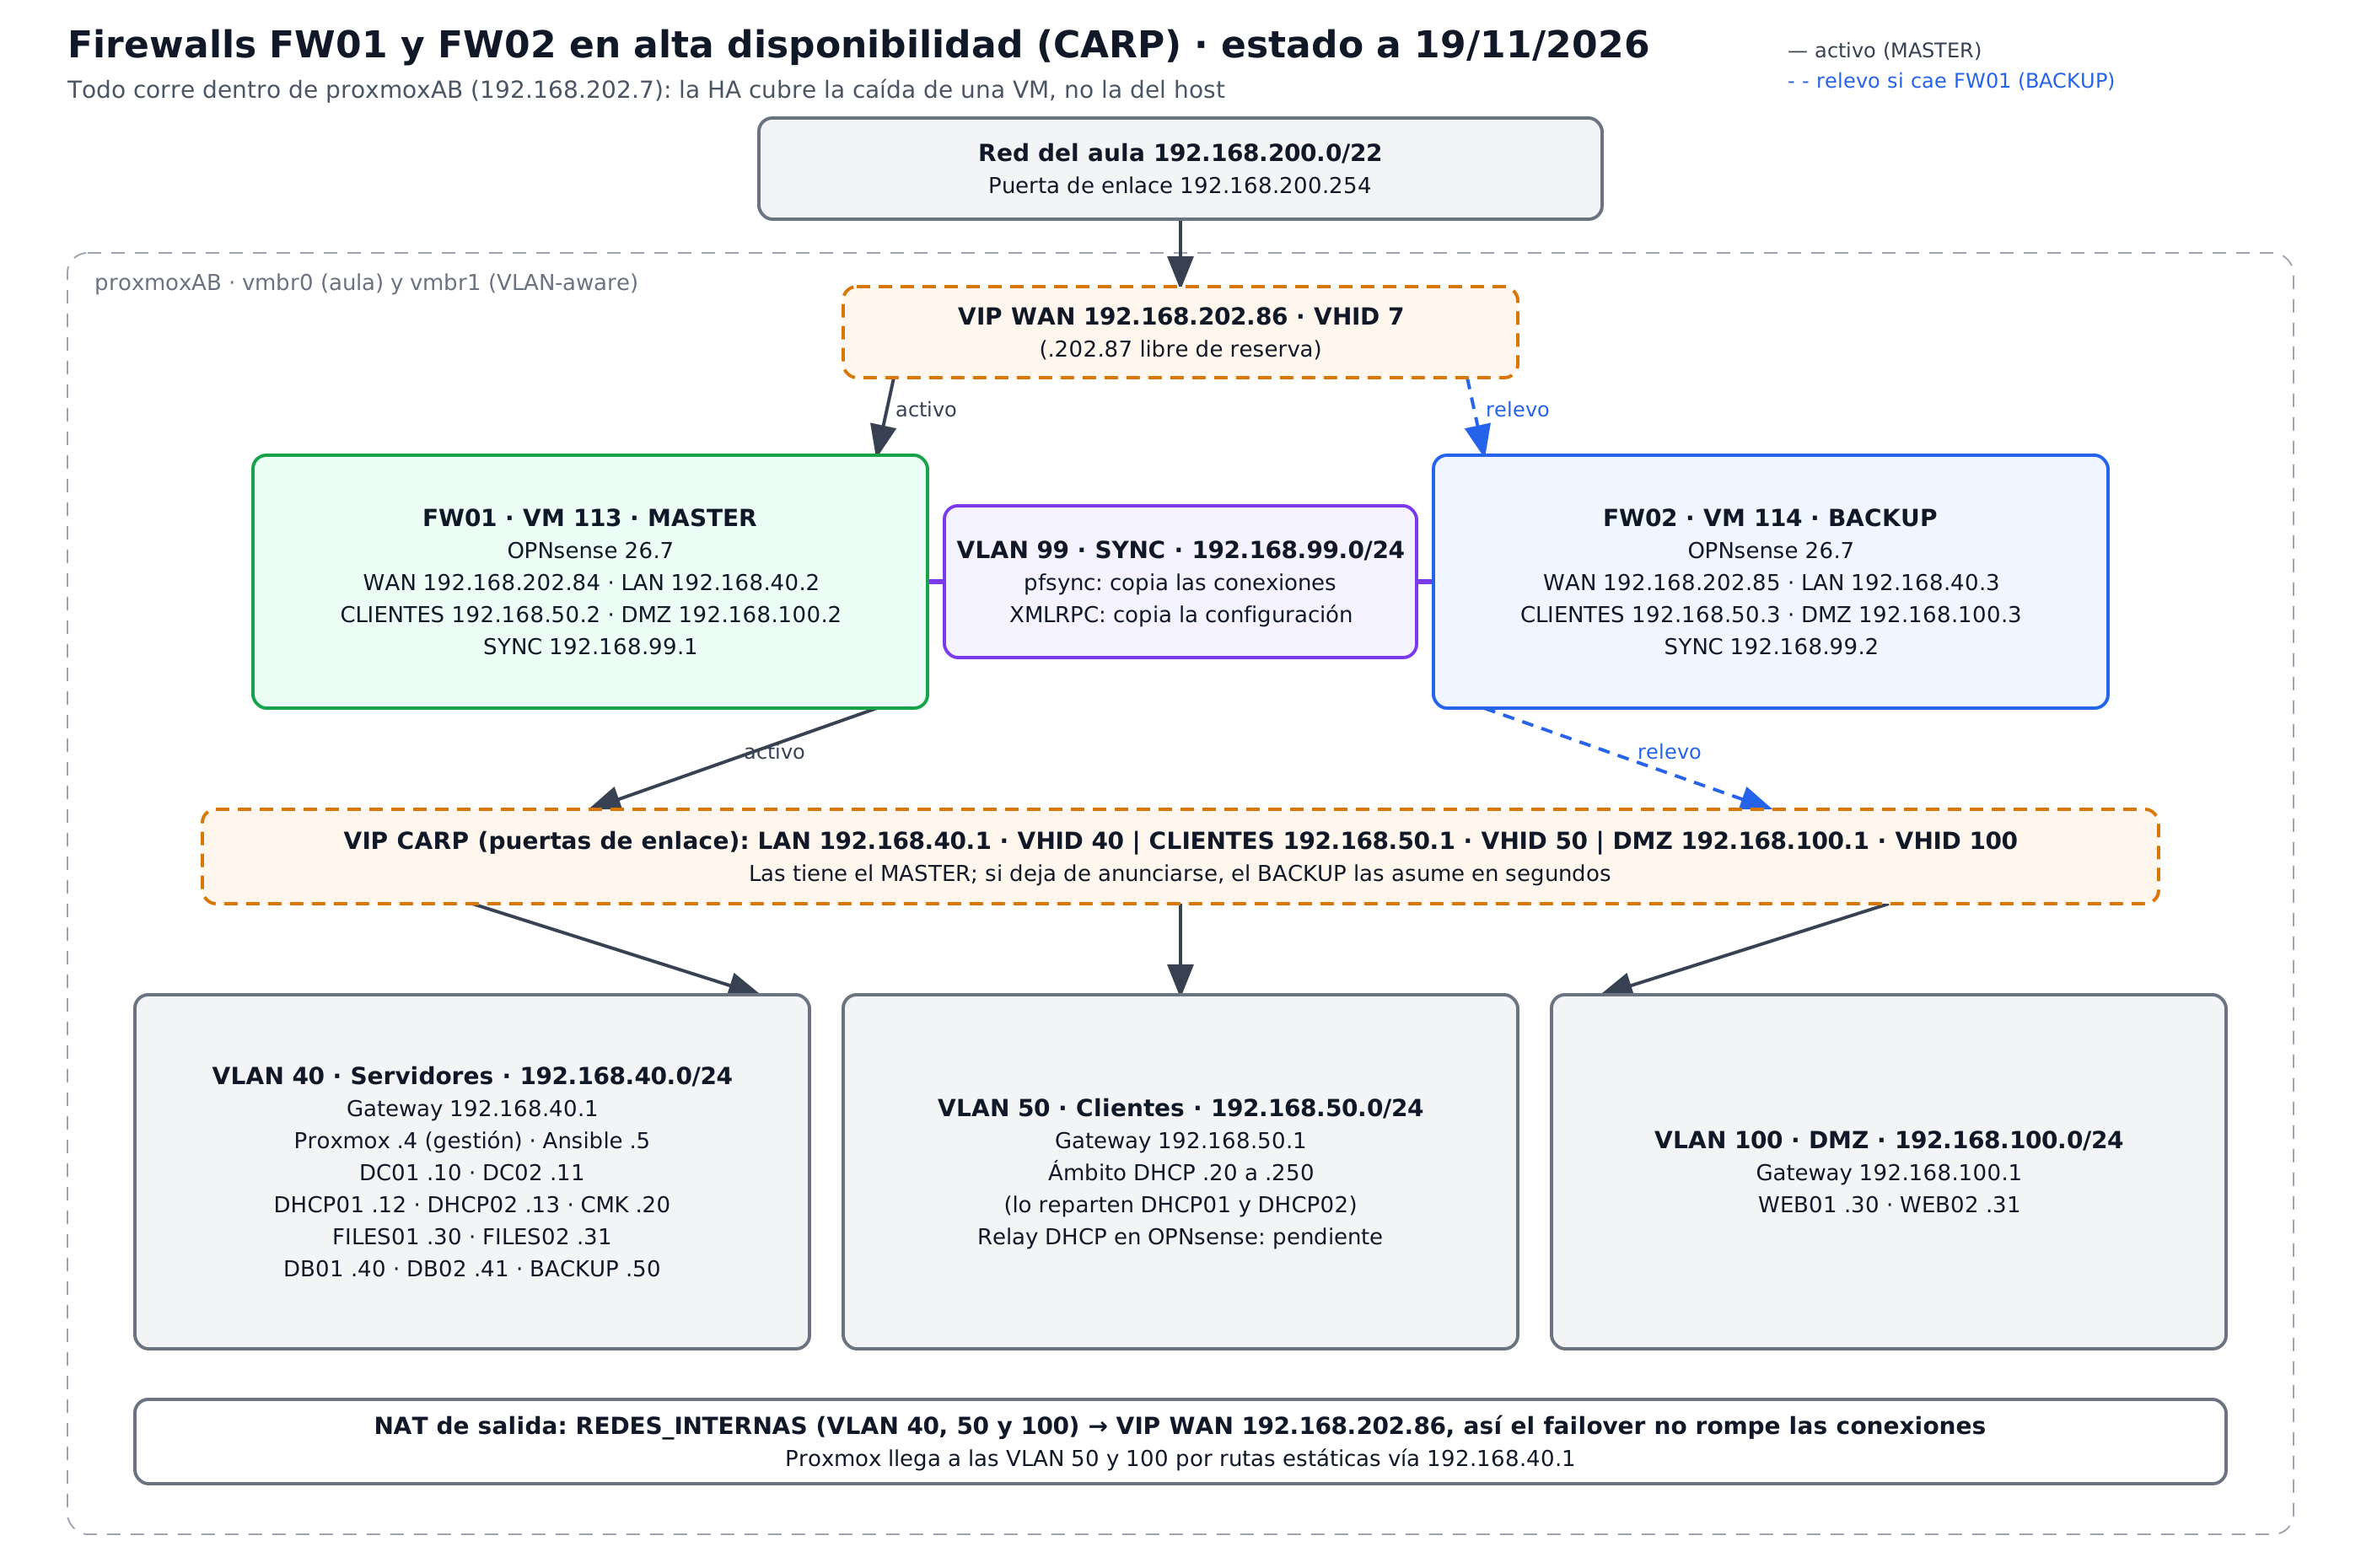 Firewalls FW01 y FW02 en alta disponibilidad (CARP) · estado a 19/11/2026
Todo corre dentro de proxmoxAB (192.168.202.7): la HA cubre la caída de una VM, no la del host
— activo (MASTER)
- - relevo si cae FW01 (BACKUP)
Red del aula 192.168.200.0/22
Puerta de enlace 192.168.200.254
proxmoxAB · vmbr0 (aula) y vmbr1 (VLAN-aware)
VIP WAN 192.168.202.86 · VHID 7
(.202.87 libre de reserva)
activo
relevo
FW01 · VM 113 · MASTER
OPNsense 26.7
WAN 192.168.202.84 · LAN 192.168.40.2
CLIENTES 192.168.50.2 · DMZ 192.168.100.2
SYNC 192.168.99.1
VLAN 99 · SYNC · 192.168.99.0/24
pfsync: copia las conexiones
XMLRPC: copia la configuración
FW02 · VM 114 · BACKUP
OPNsense 26.7
WAN 192.168.202.85 · LAN 192.168.40.3
CLIENTES 192.168.50.3 · DMZ 192.168.100.3
SYNC 192.168.99.2
activo
relevo
VIP CARP (puertas de enlace): LAN 192.168.40.1 · VHID 40 | CLIENTES 192.168.50.1 · VHID 50 | DMZ 192.168.100.1 · VHID 100
Las tiene el MASTER; si deja de anunciarse, el BACKUP las asume en segundos
VLAN 40 · Servidores · 192.168.40.0/24
Gateway 192.168.40.1
Proxmox .4 (gestión) · Ansible .5
DC01 .10 · DC02 .11
DHCP01 .12 · DHCP02 .13 · CMK .20
FILES01 .30 · FILES02 .31
DB01 .40 · DB02 .41 · BACKUP .50
VLAN 50 · Clientes · 192.168.50.0/24
Gateway 192.168.50.1
Ámbito DHCP .20 a .250
(lo reparten DHCP01 y DHCP02)
Relay DHCP en OPNsense: pendiente
VLAN 100 · DMZ · 192.168.100.0/24
Gateway 192.168.100.1
WEB01 .30 · WEB02 .31
NAT de salida: REDES_INTERNAS (VLAN 40, 50 y 100) → VIP WAN 192.168.202.86, así el failover no rompe las conexiones
Proxmox llega a las VLAN 50 y 100 por rutas estáticas vía 192.168.40.1